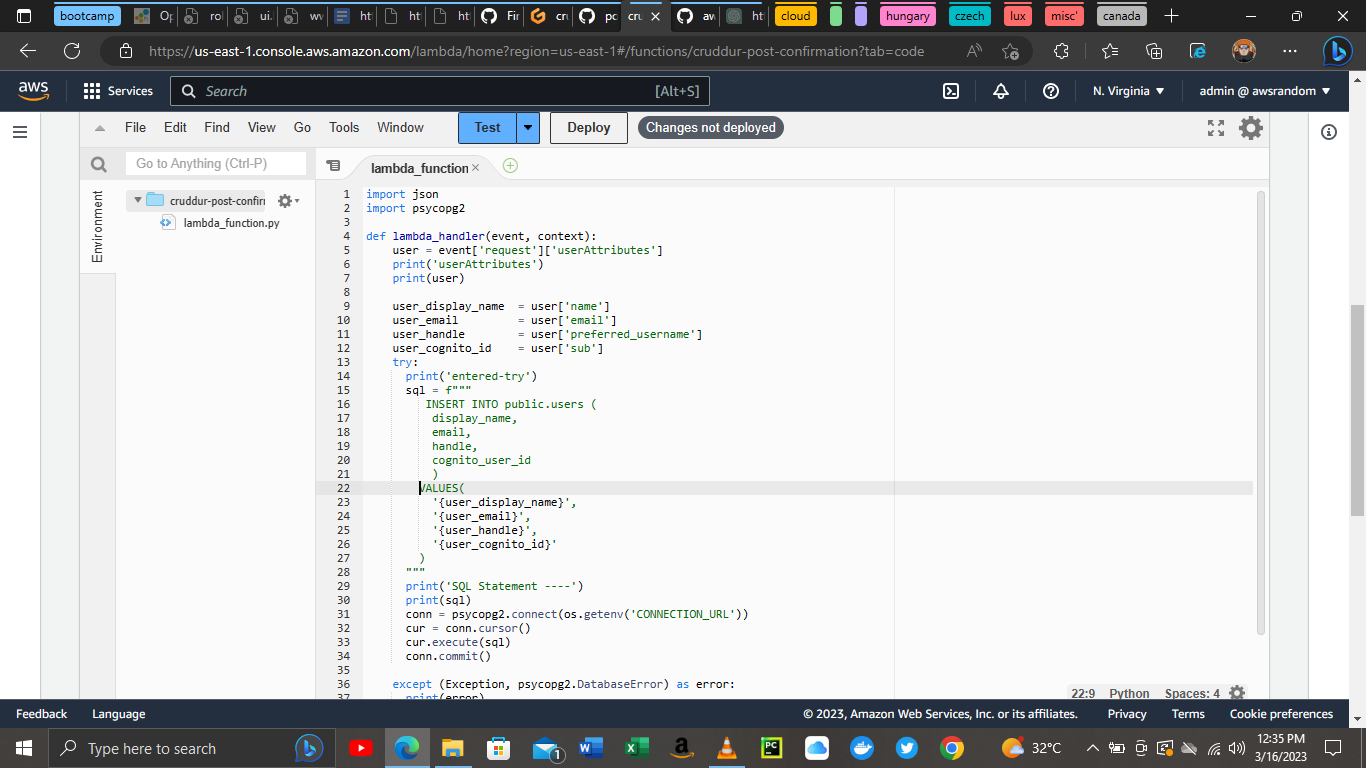 bootcamp Op rol ui. wv ht ht ht Fir cru pc cru aw ht cloud hungary czech lux misc' canada
https://us-east-1.console.aws.amazon.com/lambda/home?region=us-east-1#/functions/cruddur-post-confirmation?tab=code
aws Services Search [Alt+S] N. Virginia admin @ awsrandom
File Edit Find View Go Tools Window Test Deploy Changes not deployed
Go to Anything (Ctrl-P) lambda_function
Environment
cruddur-post-confir
lambda_function.py
1 import json
2 import psycopg2
3
4 def lambda_handler(event, context):
5 user = event['request']['userAttributes']
6 print('userAttributes')
7 print(user)
8
9 user_display_name = user['name']
10 user_email = user['email']
11 user_handle = user['preferred_username']
12 user_cognito_id = user['sub']
13 try:
14 print('entered-try')
15 sql = f"""
16 INSERT INTO public.users (
17 display_name,
18 email,
19 handle,
20 cognito_user_id
21 )
22 VALUES(
23 '{user_display_name}',
24 '{user_email}',
25 '{user_handle}',
26 '{user_cognito_id}'
27 )
28 """
29 print('SQL Statement ----')
30 print(sql)
31 conn = psycopg2.connect(os.getenv('CONNECTION_URL'))
32 cur = conn.cursor()
33 cur.execute(sql)
34 conn.commit()
35
36 except (Exception, psycopg2.DatabaseError) as error:
37 print(error)
22:9 Python Spaces: 4
Feedback Language © 2023, Amazon Web Services, Inc. or its affiliates. Privacy Terms Cookie preferences
Type here to search 1 32°C 12:35 PM
3/16/2023